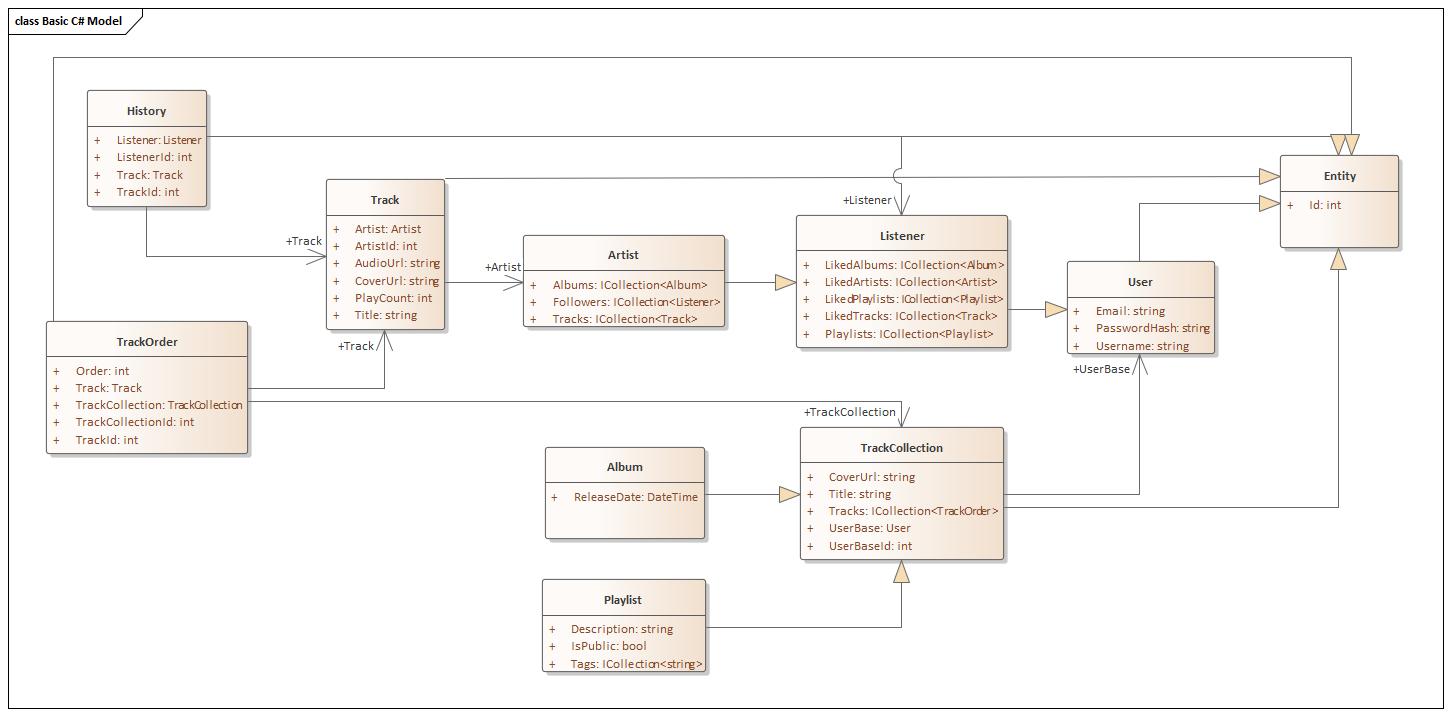 class Basic C# Model
History
+ Listener: Listener
+ ListenerId: int
+ Track: Track
+ TrackId: int
+Track
Track
+ Artist: Artist
+ ArtistId: int
+ AudioUrl: string
+ CoverUrl: string
+ PlayCount: int
+ Title: string
+Artist
Artist
+ Albums: ICollection<Album>
+ Followers: ICollection<Listener>
+ Tracks: ICollection<Track>
+Listener
Listener
+ LikedAlbums: ICollection<Album>
+ LikedArtists: ICollection<Artist>
+ LikedPlaylists: ICollection<Playlist>
+ LikedTracks: ICollection<Track>
+ Playlists: ICollection<Playlist>
Entity
+ Id: int
User
+ Email: string
+ PasswordHash: string
+ Username: string
+UserBase
+Track
TrackOrder
+ Order: int
+ Track: Track
+ TrackCollection: TrackCollection
+ TrackCollectionId: int
+ TrackId: int
+TrackCollection
TrackCollection
+ CoverUrl: string
+ Title: string
+ Tracks: ICollection<TrackOrder>
+ UserBase: User
+ UserBaseId: int
Album
+ ReleaseDate: DateTime
Playlist
+ Description: string
+ IsPublic: bool
+ Tags: ICollection<string>